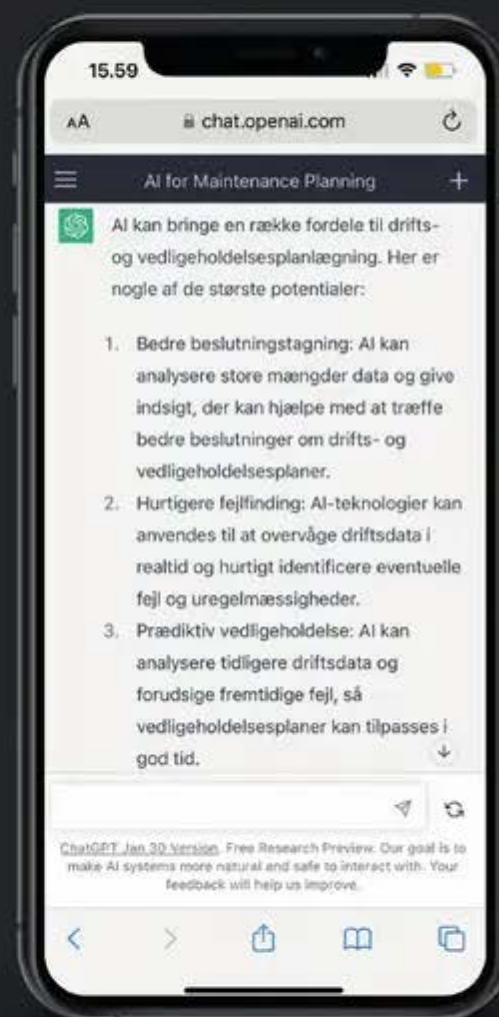 15.59
AA
chat.openai.com
AI for Maintenance Planning
AI kan bringe en række fordele til drifts-
og vedligeholdelsesplanlægning. Her er
nogle af de største potentialer:
1. Bedre beslutningstagning: AI kan
analysere store mængder data og give
indsigt, der kan hjælpe med at træffe
bedre beslutninger om drifts- og
vedligeholdelsesplaner.
2. Hurtigere fejlfinding: AI-teknologier kan
anvendes til at overvåge driftsdata i
realtid og hurtigt identificere eventuelle
fejl og uregelmæssigheder.
3. Prædiktiv vedligeholdelse: AI kan
analysere tidligere driftsdata og
forudsige fremtidige fejl, så
vedligeholdelsesplaner kan tilpasses i
god tid.
ChatGPT Jan 30 Version. Free Research Preview. Our goal is to
make AI systems more natural and safe to interact with. Your
feedback will help us improve.